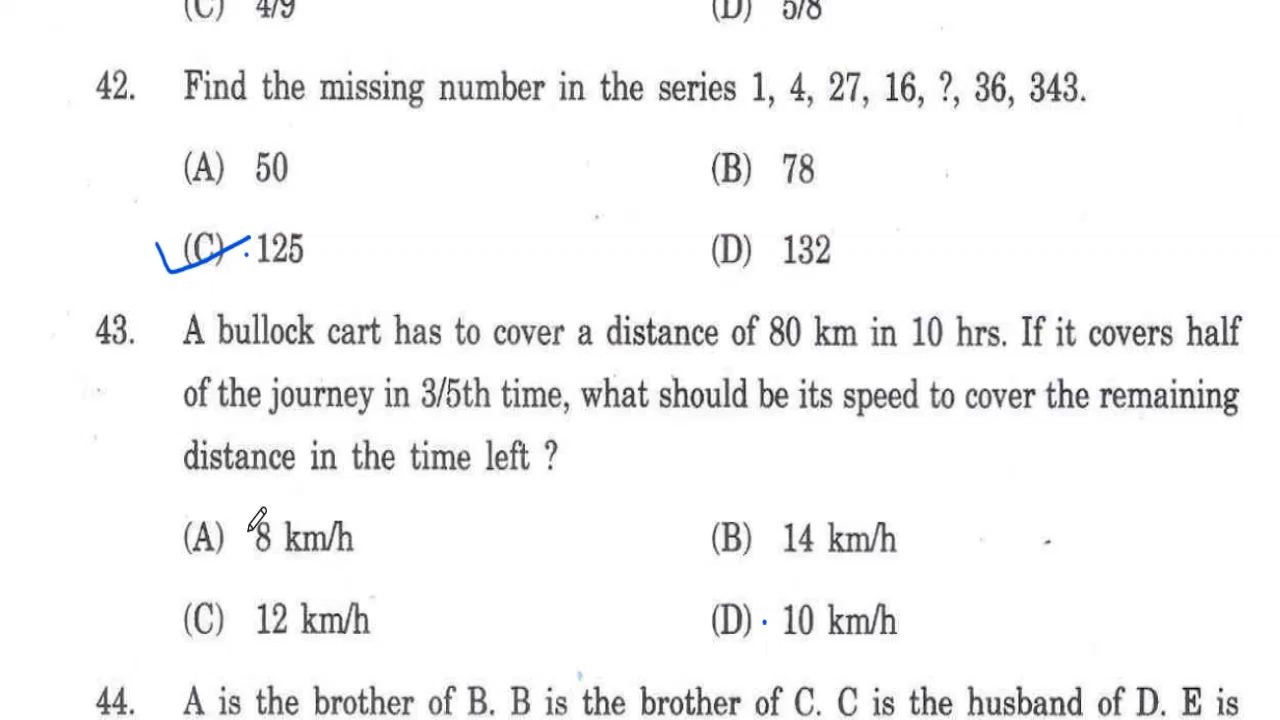 (C) 4/9 (D) 5/8
42. Find the missing number in the series 1, 4, 27, 16, ?, 36, 343.
(A) 50 (B) 78
(C) 125 (D) 132
43. A bullock cart has to cover a distance of 80 km in 10 hrs. If it covers half
of the journey in 3/5th time, what should be its speed to cover the remaining
distance in the time left ?
(A) 8 km/h (B) 14 km/h
(C) 12 km/h (D) 10 km/h
44. A is the brother of B. B is the brother of C. C is the husband of D. E is